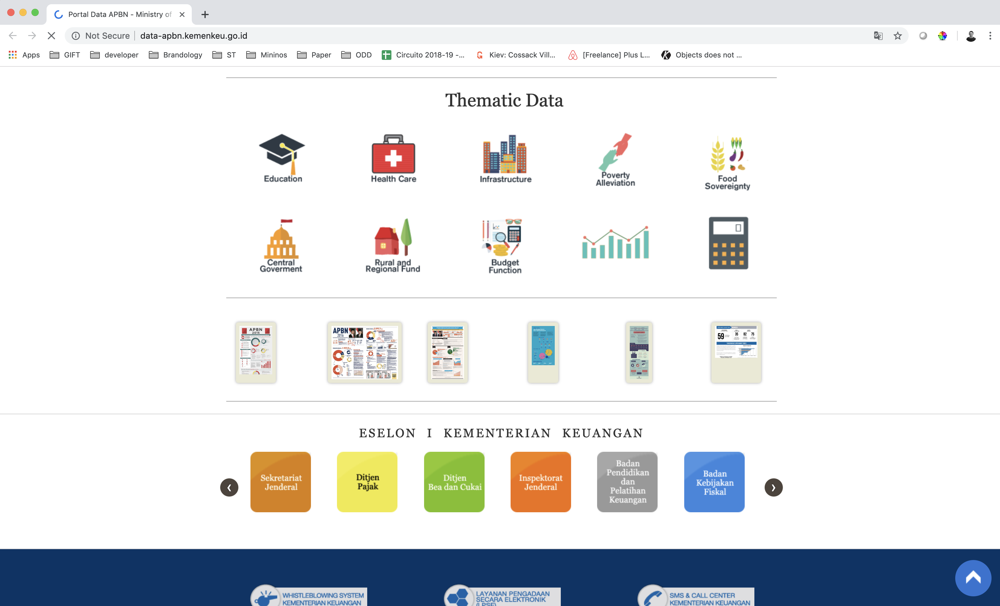 Portal Data APBN - Ministry of
Not Secure
data-apbn.kemenkeu.go.id
Apps
GIFT
developer
Brandology
ST
Mininos
Paper
ODD
Circuito 2018-19 -...
Kiev: Cossack Vill...
[Freelance] Plus L...
Objects does not ...
Thematic Data
Education
Health Care
Infrastructure
Poverty
Alleviation
Food
Sovereignty
Central
Goverment
Rural and
Regional Fund
Budget
Function
APBN
2015
APBN
2016
59
35
82
75
ESELON I KEMENTERIAN KEUANGAN
Sekretariat
Jenderal
Ditjen
Pajak
Ditjen
Bea dan Cukai
Inspektorat
Jenderal
Badan
Pendidikan
dan
Pelatihan
Keuangan
Badan
Kebijakan
Fiskal
WHISTLEBLOWING SYSTEM
KEMENTERIAN KEUANGAN
LAYANAN PENGADAAN
SECARA ELEKTRONIK
(LPSE)
SMS & CALL CENTER
KEMENTERIAN KEUANGAN